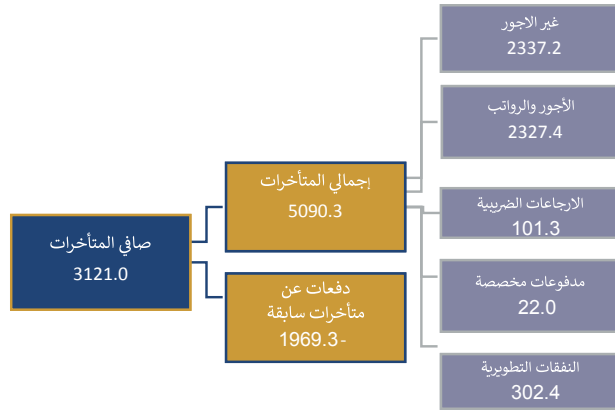 غير الاجور
2337.2
الأجور والرواتب
2327.4
الارجاعات الضريبية
101.3
مدفوعات مخصصة
22.0
النفقات التطويرية
302.4
إجمالي المتأخرات
5090.3
دفعات عن
متأخرات سابقة
1969.3-
صافي المتأخرات
3121.0